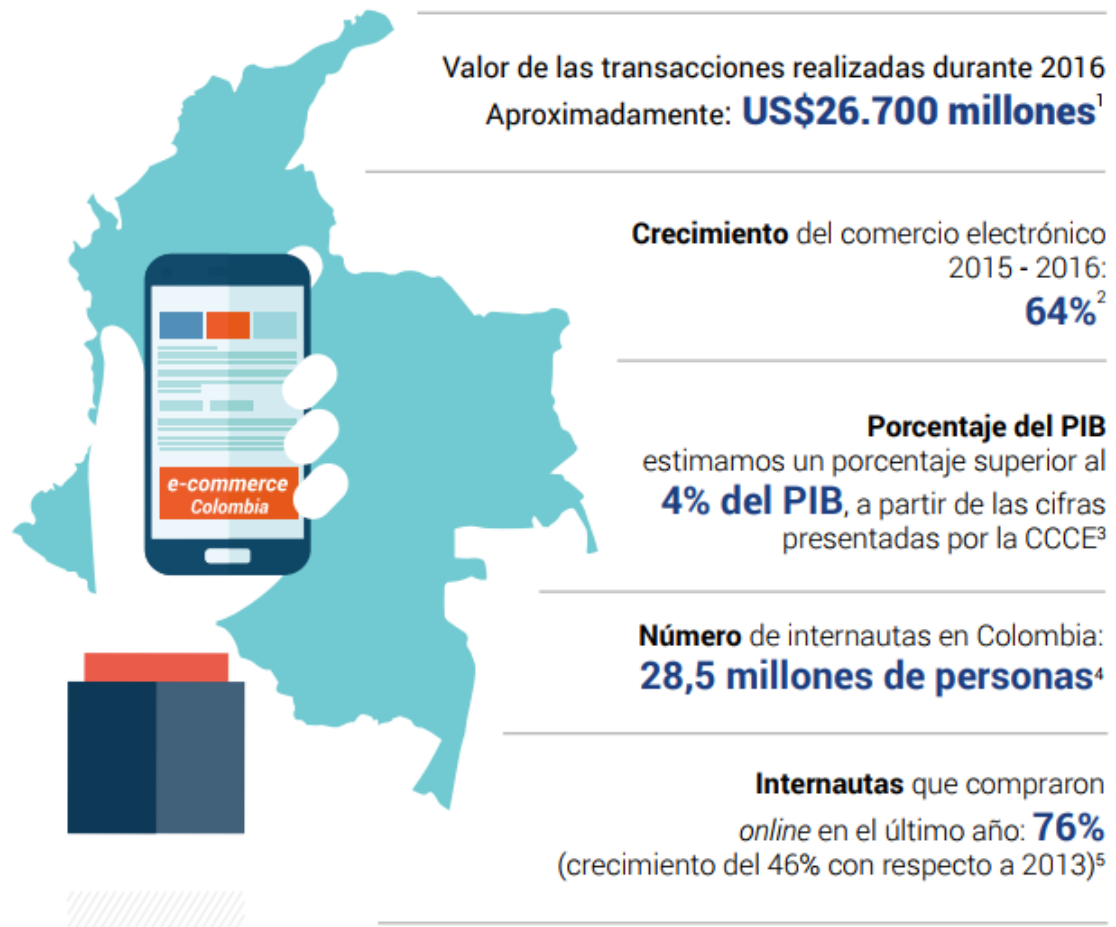 Valor de las transacciones realizadas durante 2016
Aproximadamente: US$26.700 millones¹
Crecimiento del comercio electrónico
2015 - 2016:
64%²
Porcentaje del PIB
estimamos un porcentaje superior al
4% del PIB, a partir de las cifras
presentadas por la CCCE³
Número de internautas en Colombia:
28,5 millones de personas⁴
Internautas que compraron
online en el último año: 76%
(crecimiento del 46% con respecto a 2013)⁵
e-commerce
Colombia